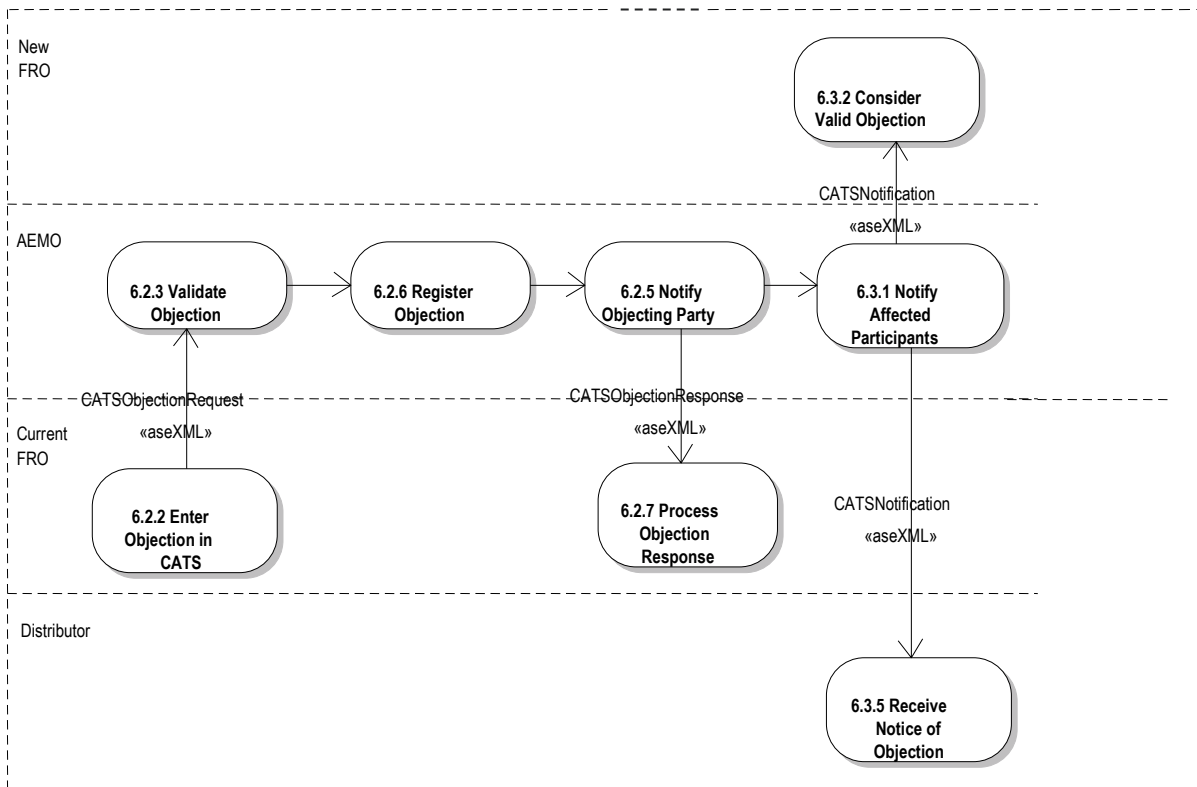 New
FRO
6.3.2 Consider
Valid Objection
CATSNotification
«aseXML»
AEMO
6.2.3 Validate
Objection
6.2.6 Register
Objection
6.2.5 Notify
Objecting Party
6.3.1 Notify
Affected
Participants
CATSObjectionRequest
«aseXML»
CATSObjectionResponse
«aseXML»
Current
FRO
6.2.2 Enter
Objection in
CATS
6.2.7 Process
Objection
Response
CATSNotification
«aseXML»
Distributor
6.3.5 Receive
Notice of
Objection